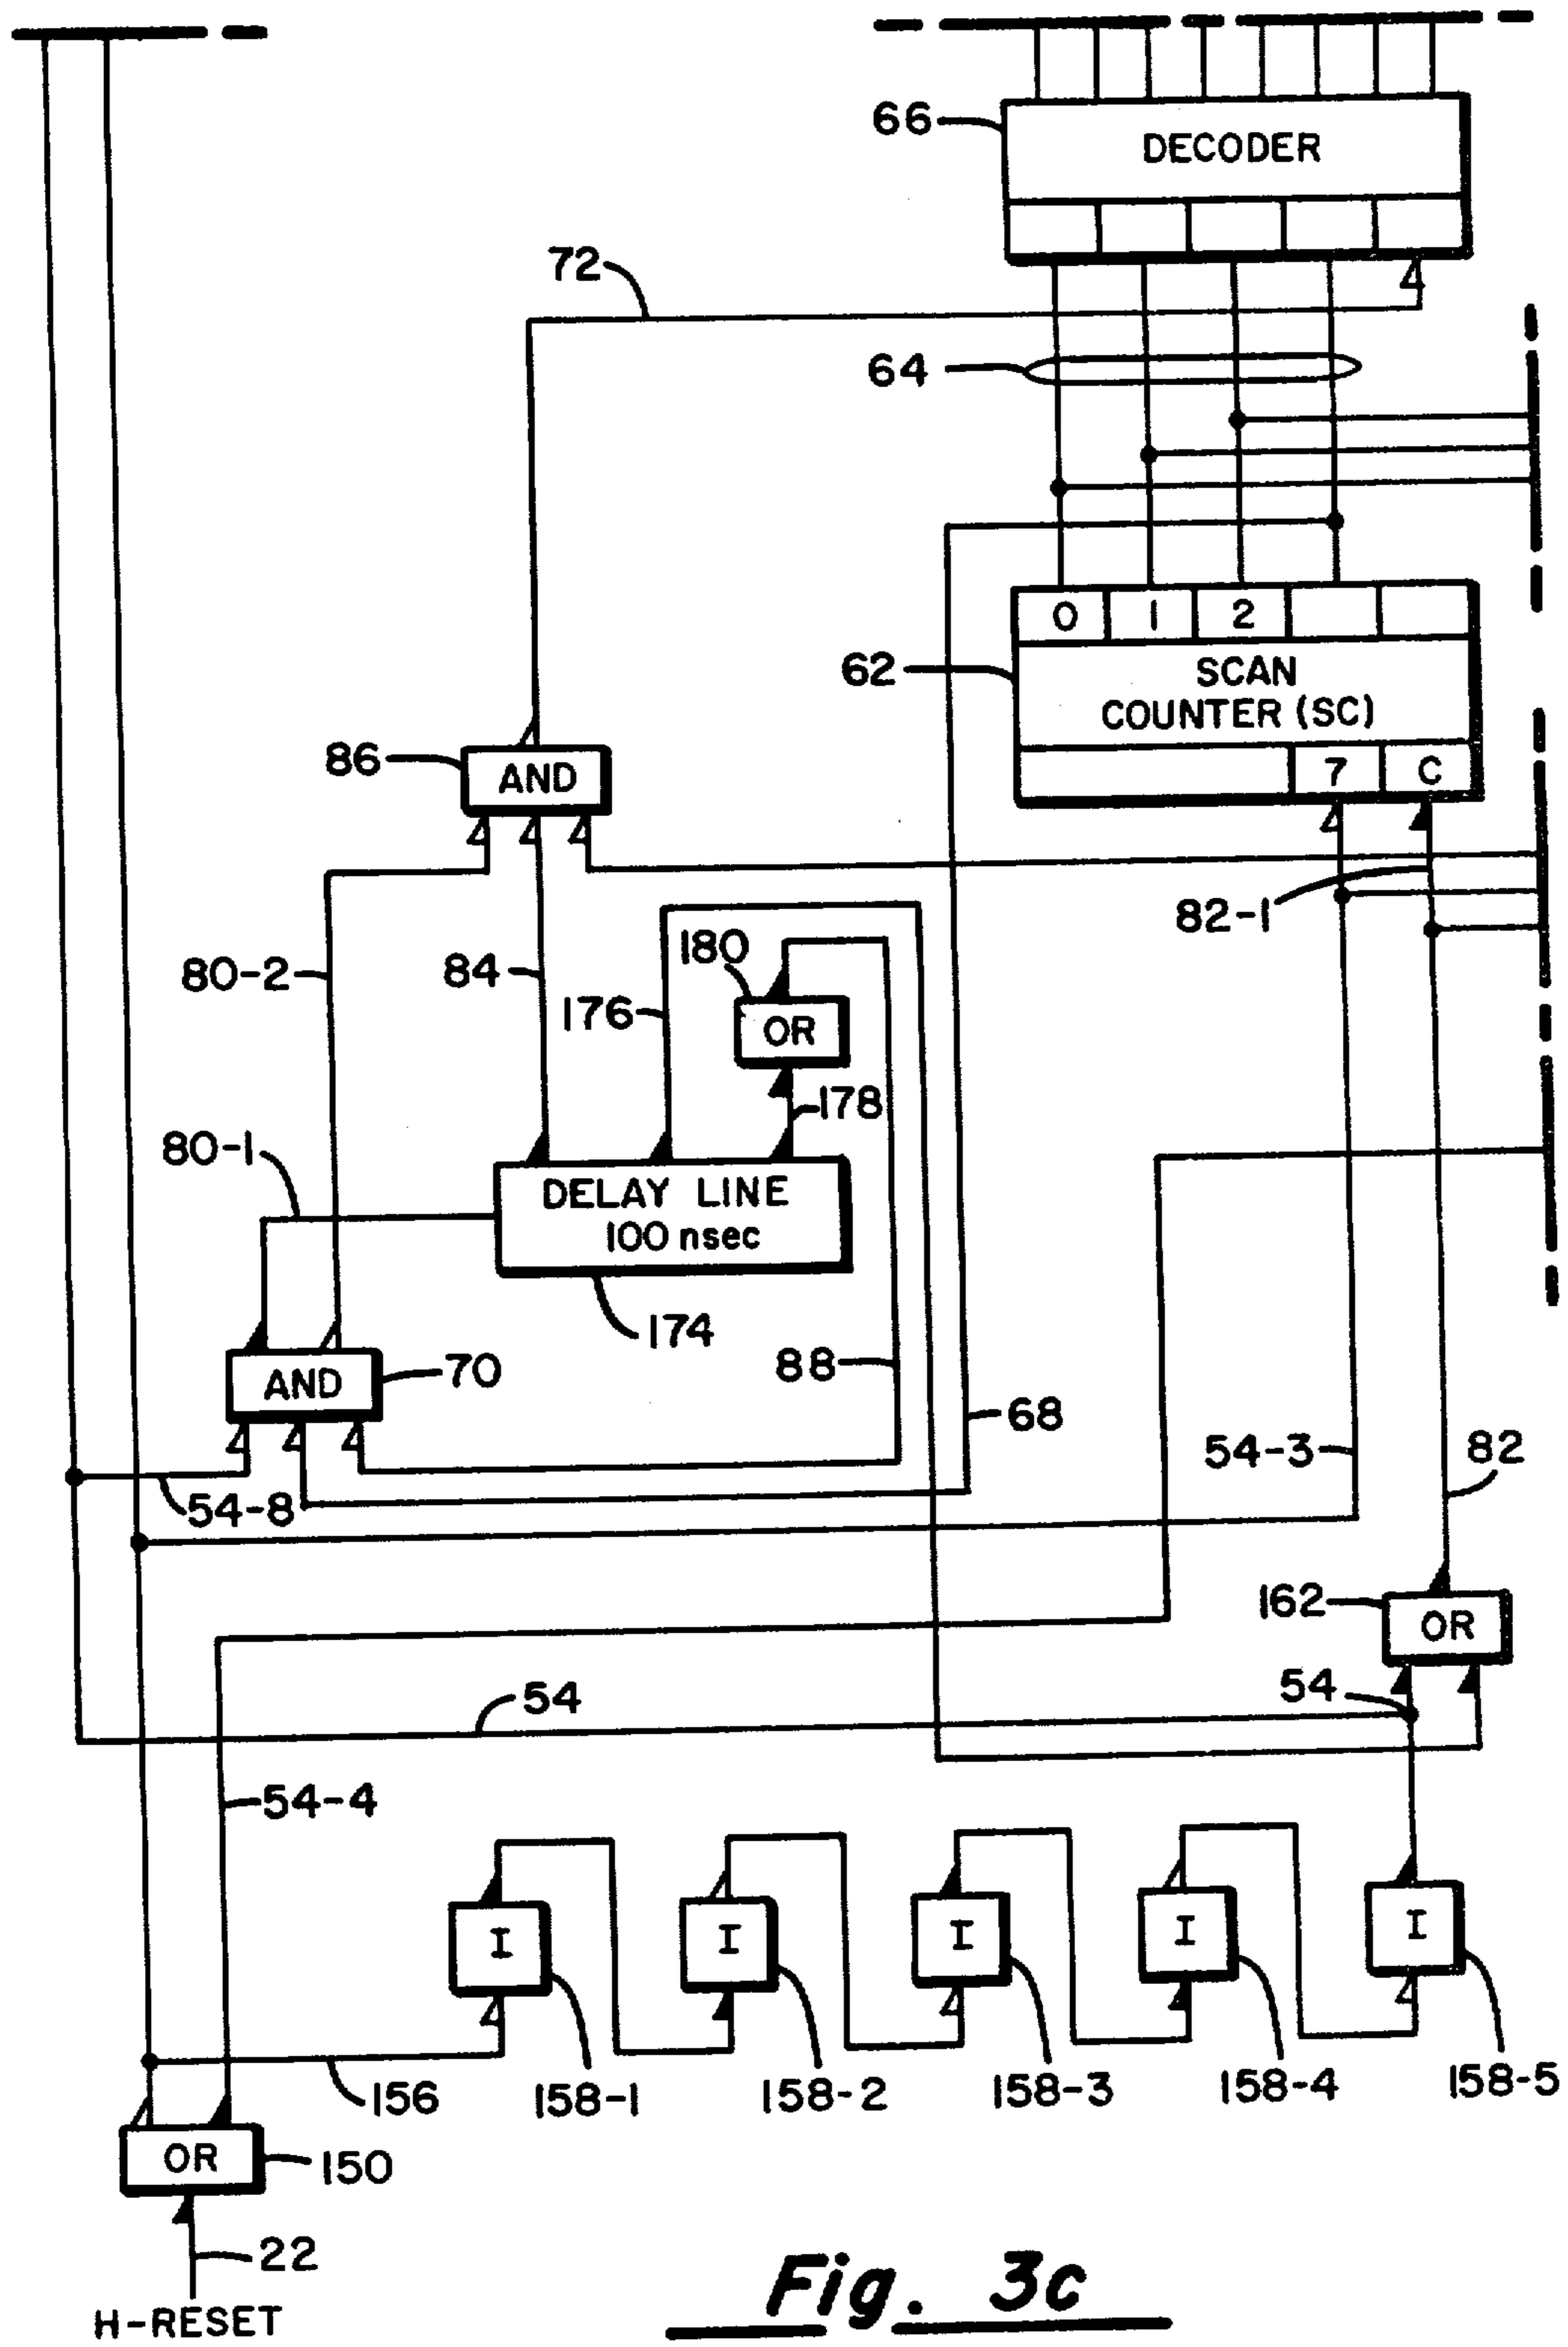 66
DECODER
72
64
0 1 2
62
SCAN
COUNTER (SC)
7 C
86
AND
82-1
80-2
84
176
180
OR
178
80-1
DELAY LINE
100 nsec
174
88
AND
70
68
54-3
82
54-8
162
OR
54
54
54-4
I
I
I
I
I
156
158-1
158-2
158-3
158-4
158-5
OR
150
22
H-RESET
Fig. 3c